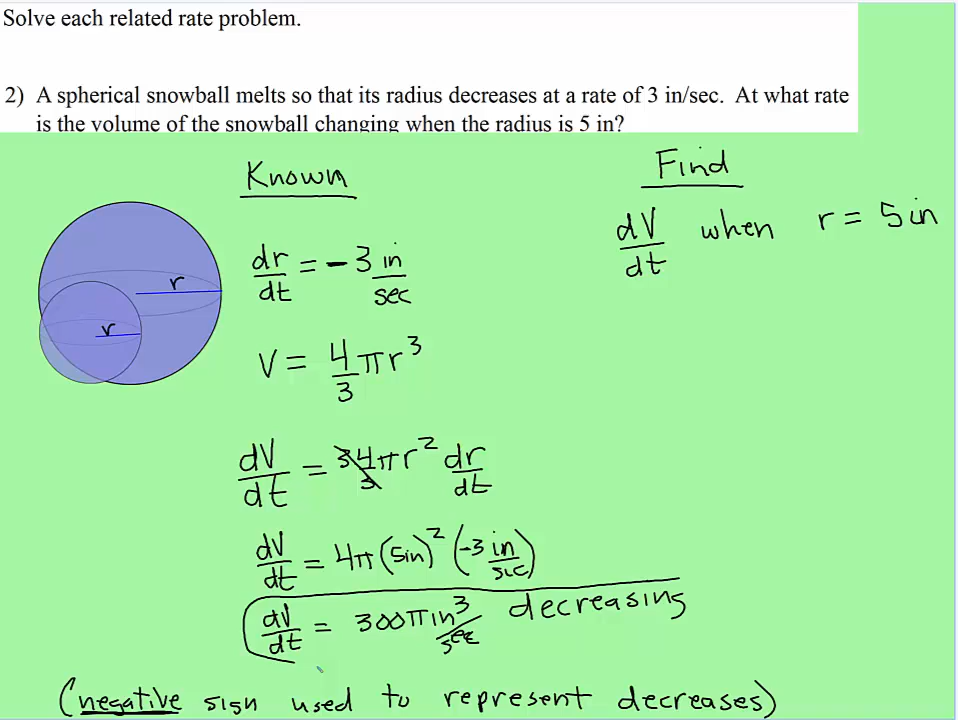 Solve each related rate problem.
2) A spherical snowball melts so that its radius decreases at a rate of 3 in/sec. At what rate
is the volume of the snowball changing when the radius is 5 in?
Known
Find
dV/dt when r = 5in
r
r
dr/dt = -3 in/sec
V = 4/3 πr³
dV/dt = 3 4/3 πr² dr/dt
dV/dt = 4π(5in)² (-3 in/sec)
dV/dt = 300π in³/sec decreasing
(negative sign used to represent decreases)